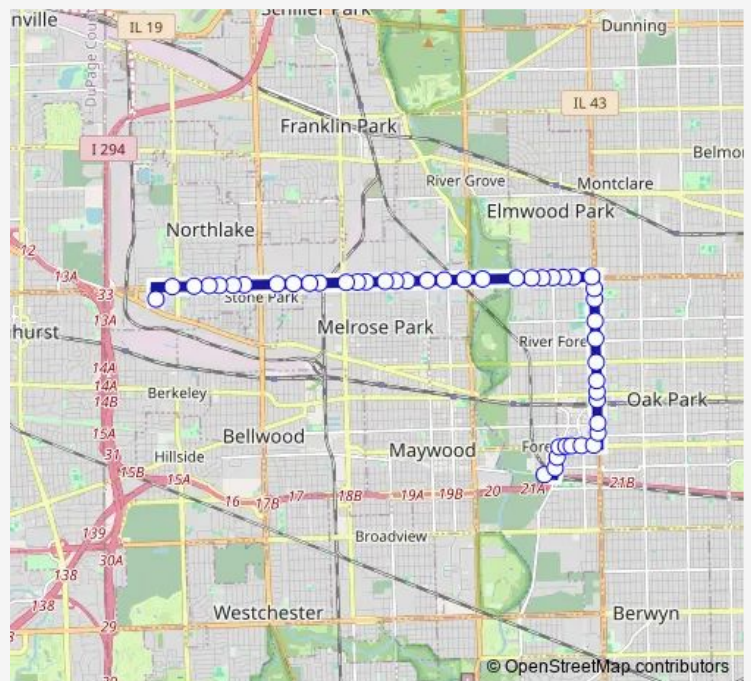 Schiller Park
nville
IL 19
Dunning
DuPage Count
IL 43
Franklin Park
I 294
Belmo
River Grove
Montclare
Elmwood Park
Northlake
12
13A
33
Stone Park
13A
Melrose Park
hurst
River Fore
14A
14A
14B
Berkeley
Oak Park
15A
Bellwood
Maywood
Fore
31
Hillside
15B
15A
16
17B
17
18B
19A
19B
20
21A
21B
139
Broadview
30A
138
138
Westchester
Berwyn
29
© OpenStreetMap contributors